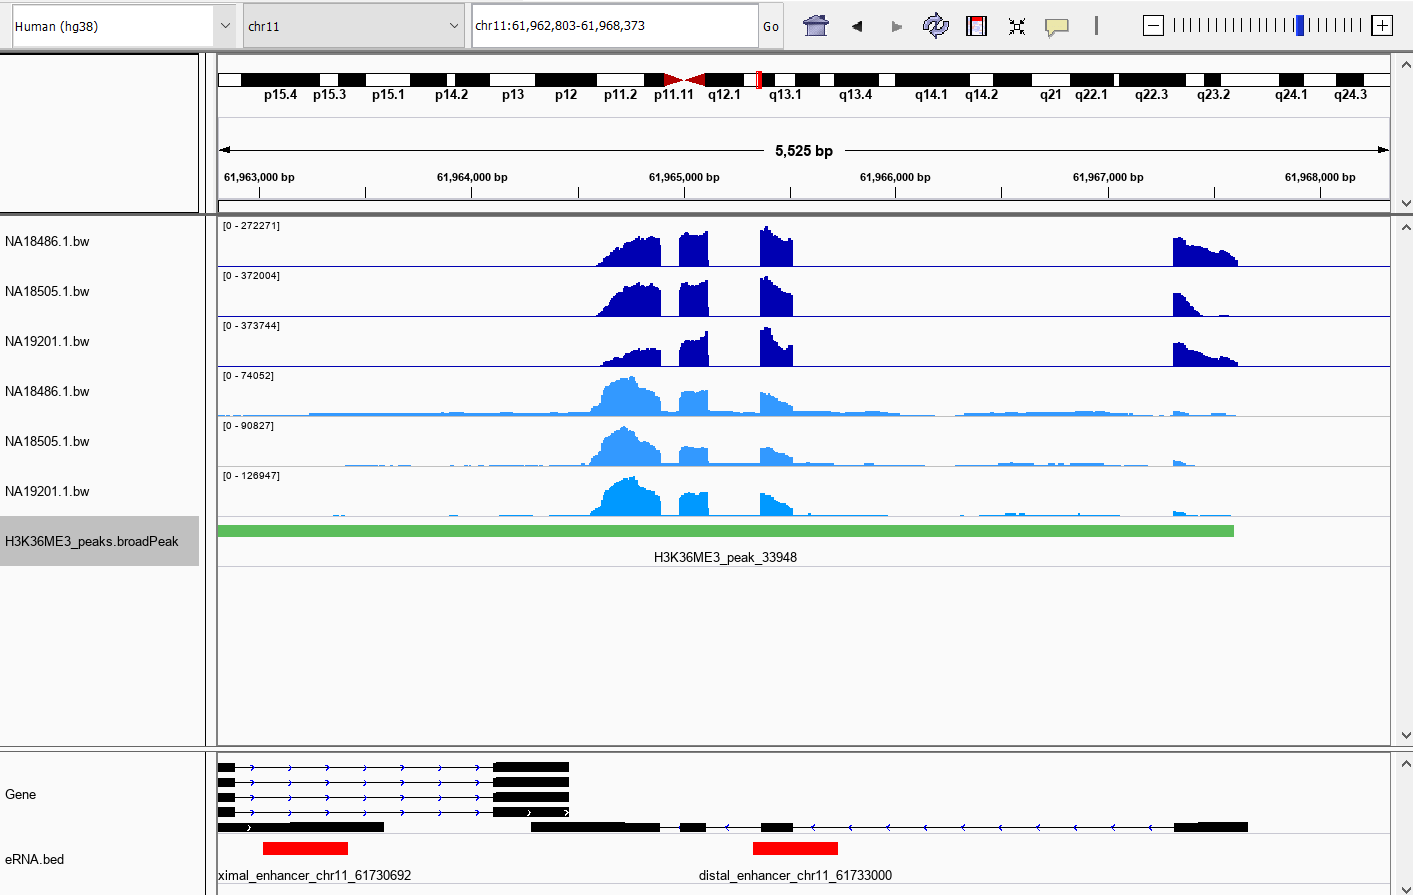 Human (hg38) chr11 chr11:61,962,803-61,968,373 Go
p15.4 p15.3 p15.1 p14.2 p13 p12 p11.2 p11.11 q12.1 q13.1 q13.4 q14.1 q14.2 q21 q22.1 q22.3 q23.2 q24.1 q24.3
5,525 bp
61,963,000 bp 61,964,000 bp 61,965,000 bp 61,966,000 bp 61,967,000 bp 61,968,000 bp
[0 - 272271]
NA18486.1.bw
[0 - 372004]
NA18505.1.bw
[0 - 373744]
NA19201.1.bw
[0 - 74052]
NA18486.1.bw
[0 - 90827]
NA18505.1.bw
[0 - 126947]
NA19201.1.bw
H3K36ME3_peaks.broadPeak
H3K36ME3_peak_33948
Gene
eRNA.bed
ximal_enhancer_chr11_61730692 distal_enhancer_chr11_61733000